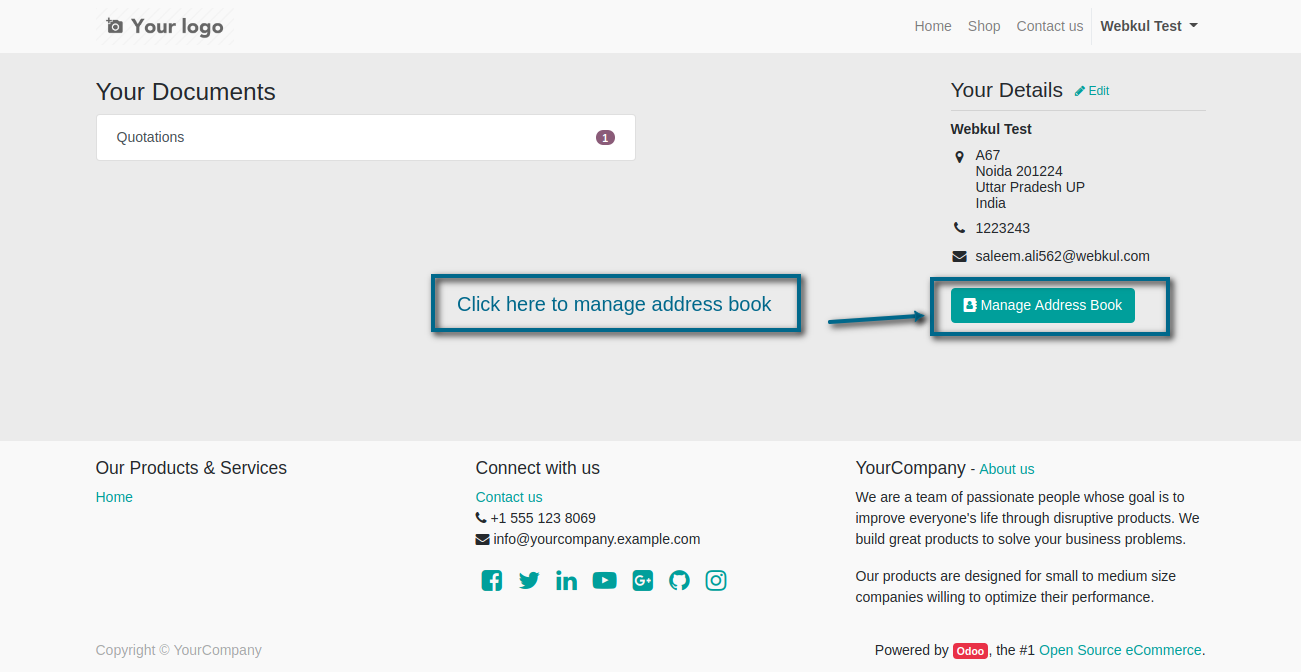 Your logo
Home Shop Contact us Webkul Test
Your Documents
Quotations 1
Your Details Edit
Webkul Test
A67
Noida 201224
Uttar Pradesh UP
India
1223243
saleem.ali562@webkul.com
Click here to manage address book
Manage Address Book
Our Products & Services
Home
Connect with us
Contact us
+1 555 123 8069
info@yourcompany.example.com
YourCompany - About us
We are a team of passionate people whose goal is to
improve everyone's life through disruptive products. We
build great products to solve your business problems.
Our products are designed for small to medium size
companies willing to optimize their performance.
Copyright © YourCompany
Powered by Odoo, the #1 Open Source eCommerce.